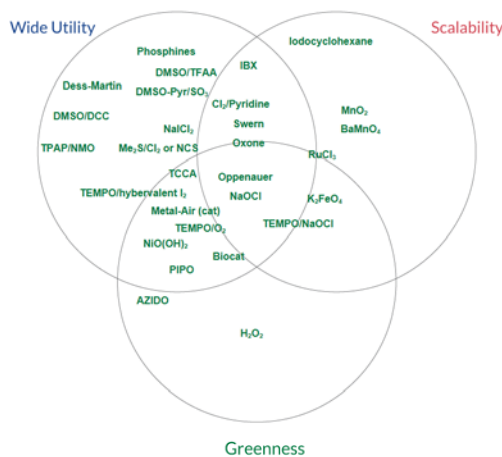 Wide Utility
Scalability
Iodocyclohexane
Phosphines
IBX
DMSO/TFAA
Dess-Martin
DMSO-Pyr/SO₃
Cl₂/Pyridine
MnO₂
DMSO/DCC
Swern
NaICl₂
BaMnO₄
Oxone
TPAP/NMO
Me₂S/Cl₂ or NCS
RuCl₃
TCCA
Oppenauer
TEMPO/hybervalent I₂
NaOCl
K₂FeO₄
Metal-Air (cat)
TEMPO/O₂
TEMPO/NaOCl
NiO(OH)₂
Biocat
PIPO
AZIDO
H₂O₂
Greenness